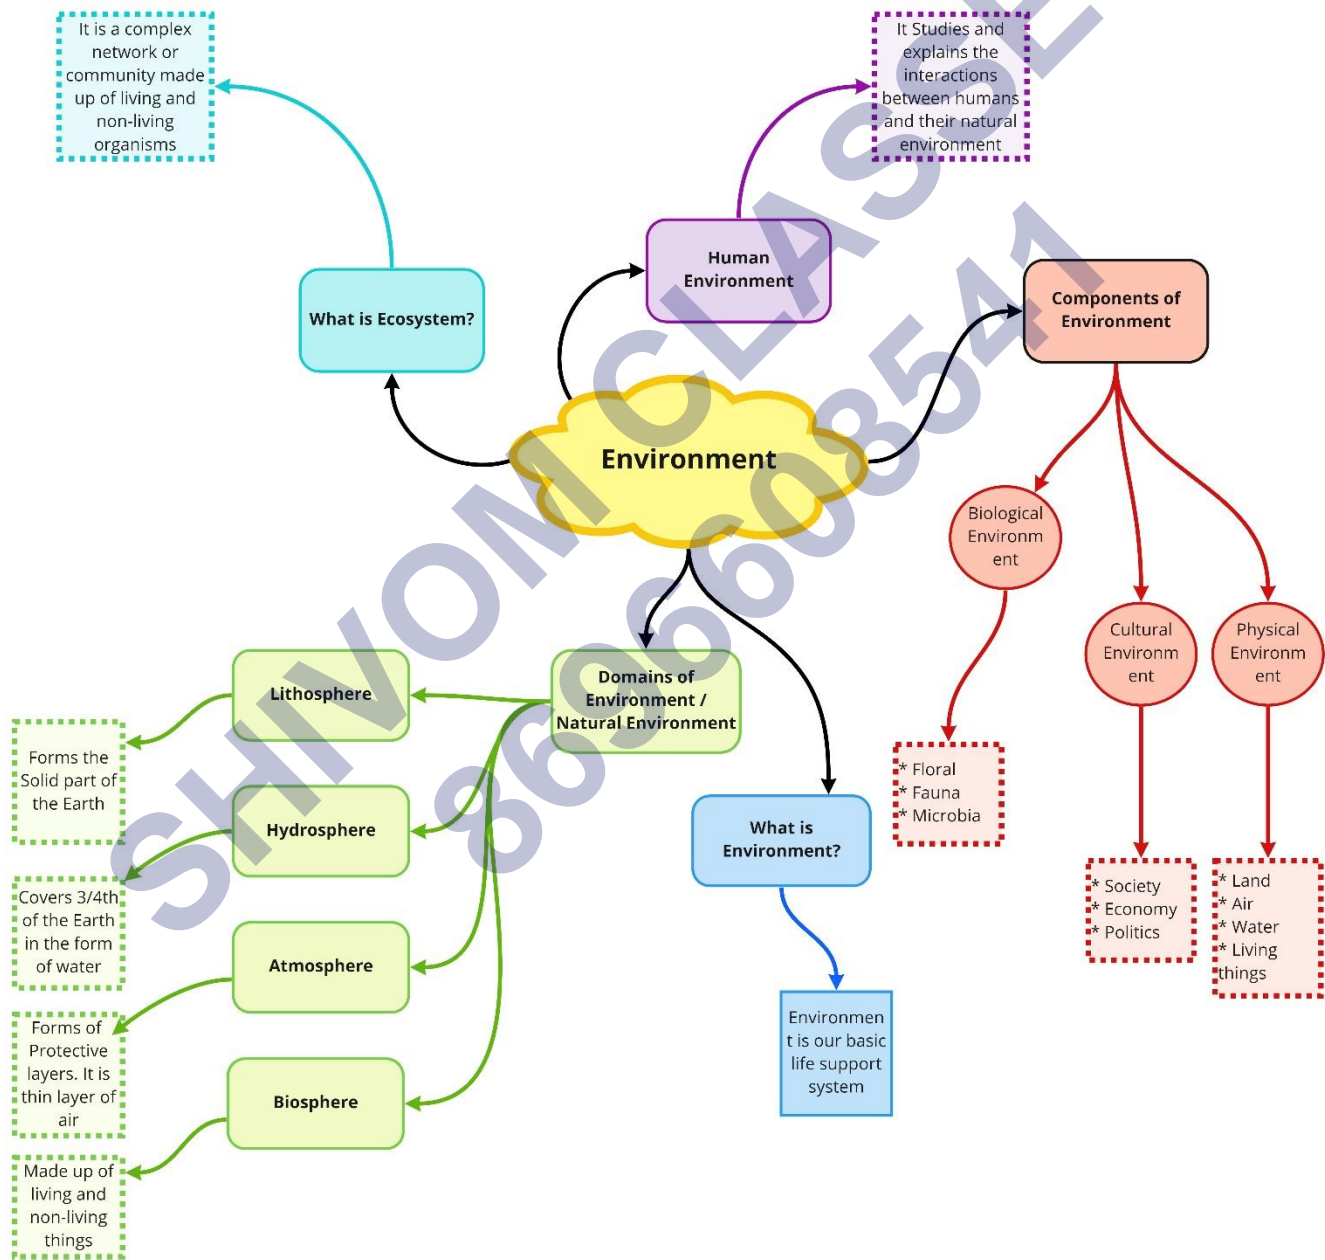 It is a complex
network or
community made
up of living and
non-living
organisms
It Studies and
explains the
interactions
between humans
and their natural
environment
Human
Environment
What is Ecosystem?
Components of
Environment
Environment
Biological
Environm
ent
Cultural
Environm
ent
Physical
Environm
ent
* Floral
* Fauna
* Microbia
* Society
* Economy
* Politics
* Land
* Air
* Water
* Living
things
Domains of
Environment /
Natural Environment
Lithosphere
Forms the
Solid part of
the Earth
Hydrosphere
Covers 3/4th
of the Earth
in the form
of water
Atmosphere
Forms of
Protective
layers. It is
thin layer of
air
Biosphere
Made up of
living and
non-living
things
What is
Environment?
Environmen
t is our basic
life support
system
SHIVOM CLASSE
8696608541